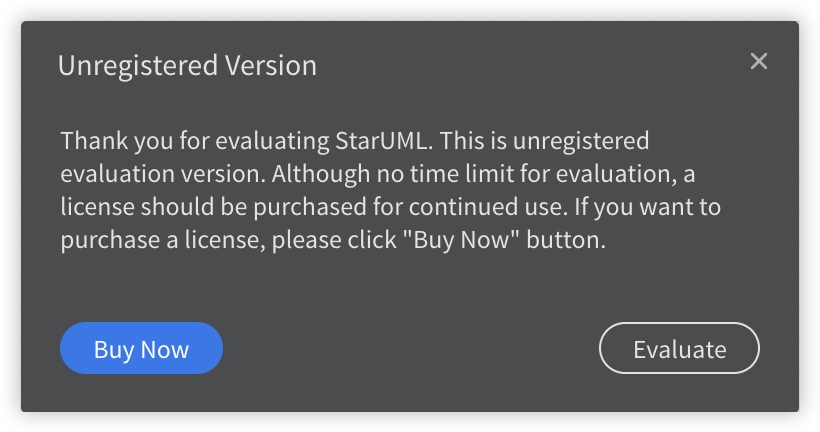 Unregistered Version
Thank you for evaluating StarUML. This is unregistered
evaluation version. Although no time limit for evaluation, a
license should be purchased for continued use. If you want to
purchase a license, please click "Buy Now" button.
Buy Now
Evaluate